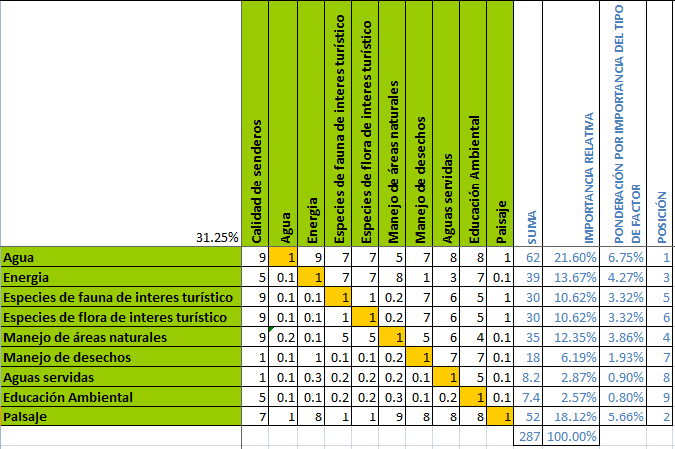 31.25% Calidad de senderos Agua Energia Especies de fauna de interes turístico Especies de flora de interes turístico Manejo de áreas naturales Manejo de desechos Aguas servidas Educación Ambiental Paisaje SUMA IMPORTANCIA RELATIVA PONDERACIÓN POR IMPORTANCIA DEL TIPO DE FACTOR POSICIÓN
Agua 9 1 9 7 7 5 7 8 8 1 62 21.60% 6.75% 1
Energia 5 0.1 1 7 7 8 1 3 7 0.1 39 13.67% 4.27% 3
Especies de fauna de interes turístico 9 0.1 0.1 1 1 0.2 7 6 5 1 30 10.62% 3.32% 5
Especies de flora de interes turístico 9 0.1 0.1 1 1 0.2 7 6 5 1 30 10.62% 3.32% 6
Manejo de áreas naturales 9 0.2 0.1 5 5 1 5 6 4 0.1 35 12.35% 3.86% 4
Manejo de desechos 1 0.1 1 0.1 0.1 0.2 1 7 7 0.1 18 6.19% 1.93% 7
Aguas servidas 1 0.1 0.3 0.2 0.2 0.2 0.1 1 5 0.1 8.2 2.87% 0.90% 8
Educación Ambiental 5 0.1 0.1 0.2 0.2 0.3 0.1 0.2 1 0.1 7.4 2.57% 0.80% 9
Palsaje 7 1 8 1 1 9 8 8 8 1 52 18.12% 5.66% 2
287 100.00%